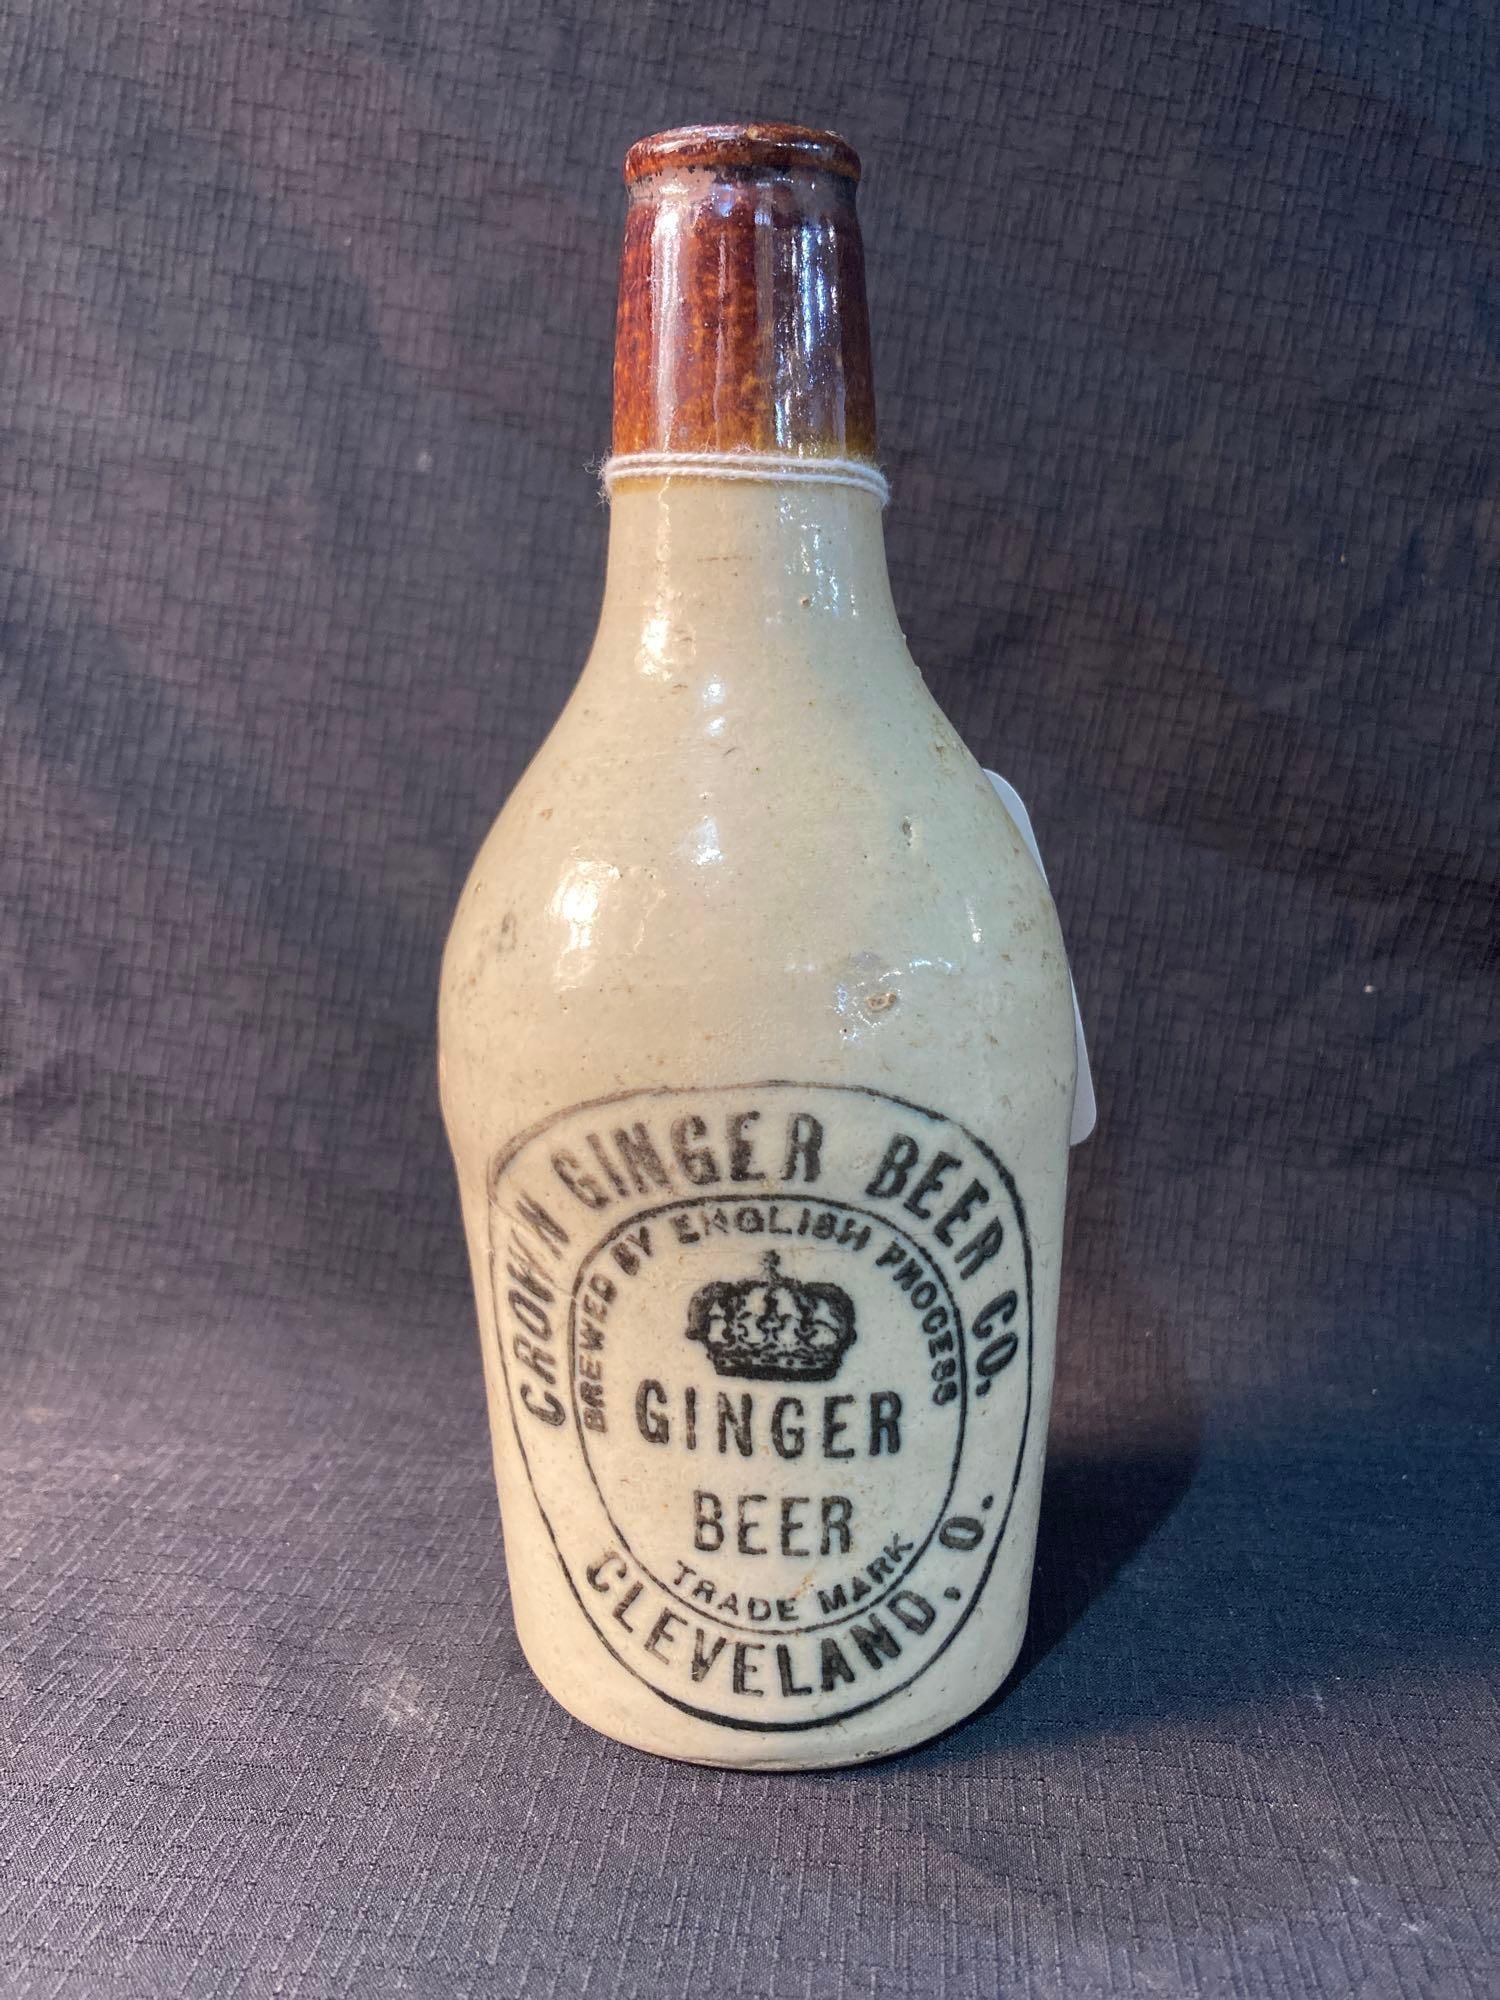 CROWN GINGER BEER CO.
BREWED BY ENGLISH PROCESS
GINGER
BEER
TRADE MARK
CLEVELAND, O.